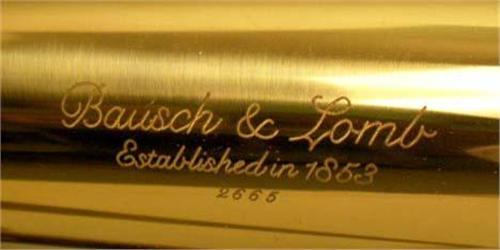 Bausch & Lomb
Established in 1853
2665